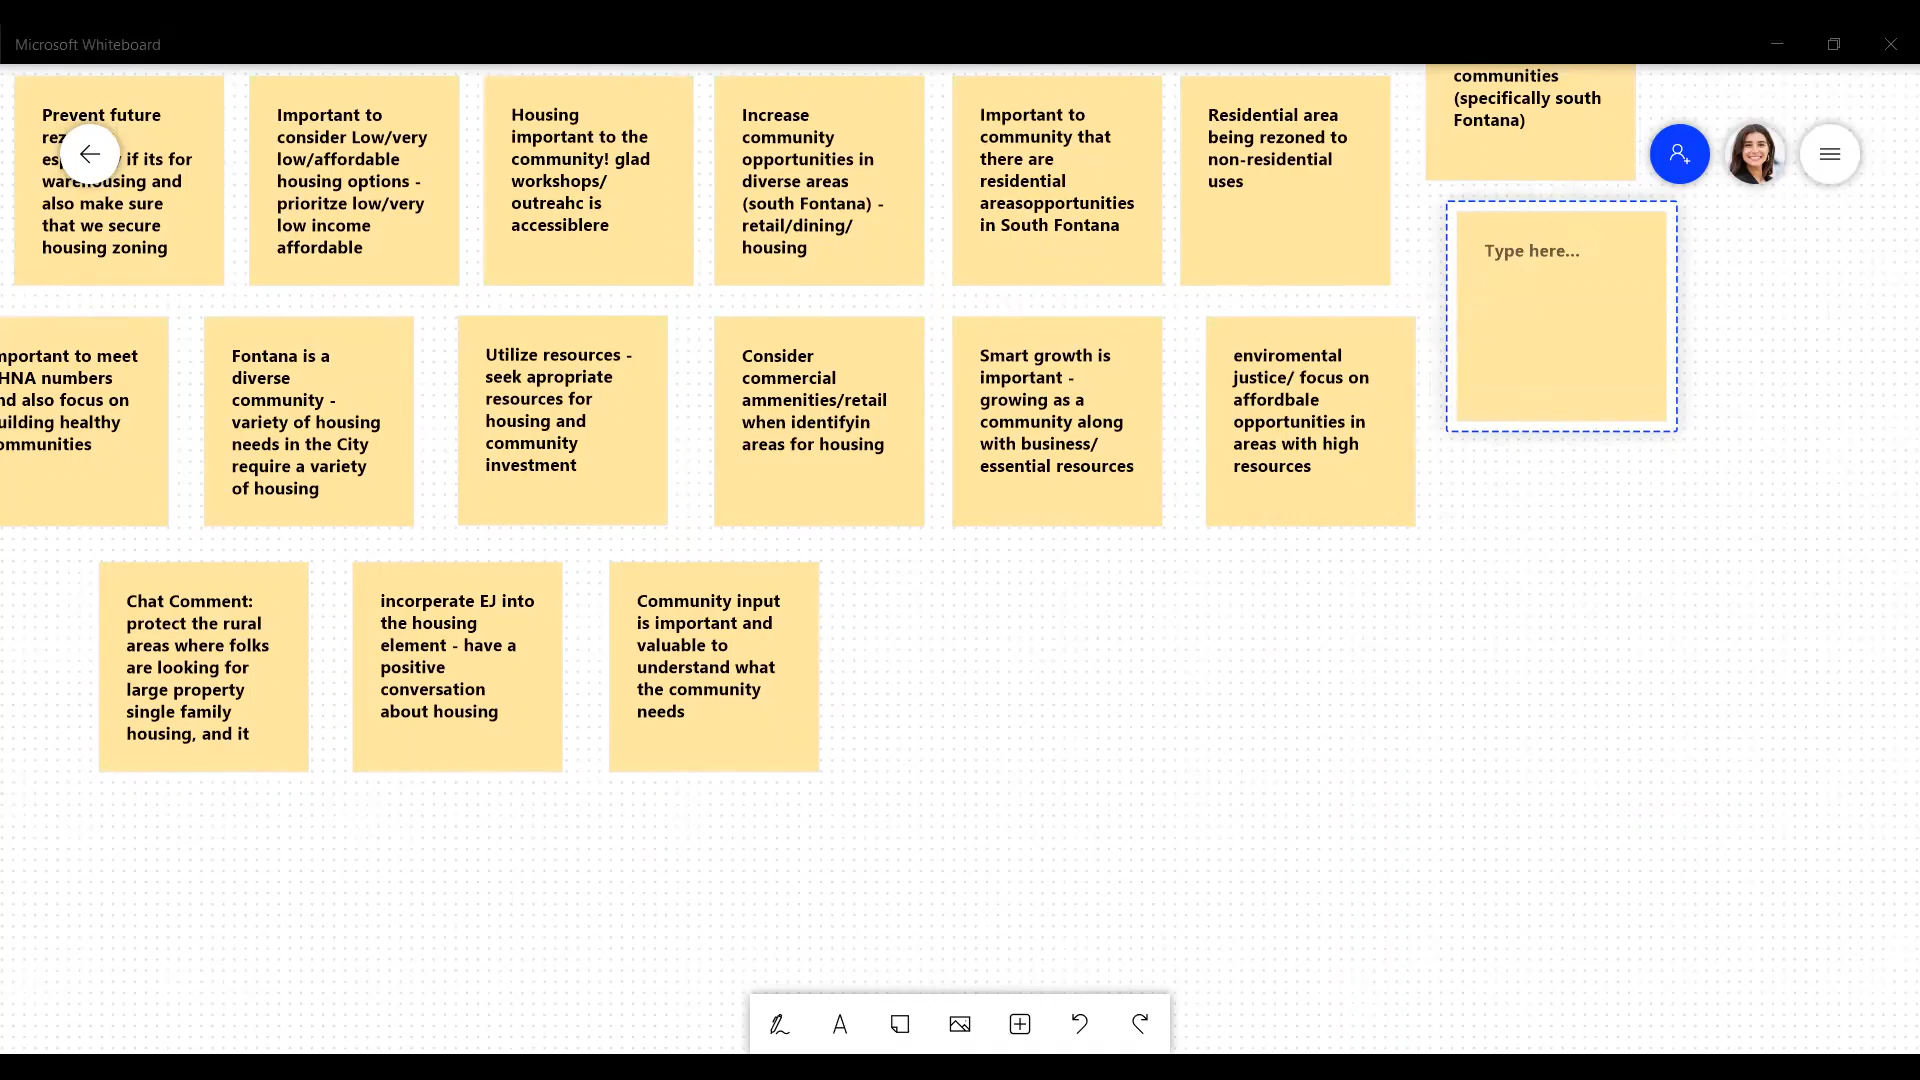 Microsoft Whiteboard
Prevent future
if its for
warehousing and
also make sure
that we secure
housing zoning
Important to
consider Low/very
low/affordable
housing options -
prioritze low/very
low income
affordable
Housing
important to the
community! glad
workshops/
outreahc is
accessiblere
Increase
community
opportunities in
diverse areas
(south Fontana) -
retail/dining/
housing
Important to
community that
there are
residential
areasopportunities
in South Fontana
Residential area
being rezoned to
non-residential
uses
communities
(specifically south
Fontana)
Type here...
mportant to meet
HNA numbers
nd also focus on
uilding healthy
ommunities
Fontana is a
diverse
community -
variety of housing
needs in the City
require a variety
of housing
Utilize resources -
seek apropriate
resources for
housing and
community
investment
Consider
commercial
ammenities/retail
when identifyin
areas for housing
Smart growth is
important -
growing as a
community along
with business/
essential resources
enviromental
justice/ focus on
affordbale
opportunities in
areas with high
resources
Chat Comment:
protect the rural
areas where folks
are looking for
large property
single family
housing, and it
incorperate EJ into
the housing
element - have a
positive
conversation
about housing
Community input
is important and
valuable to
understand what
the community
needs